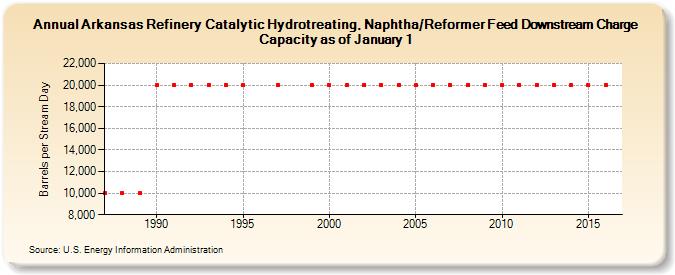 Annual Arkansas Refinery Catalytic Hydrotreating, Naphtha/Reformer Feed Downstream Charge
Capacity as of January 1
Barrels per Stream Day
22,000
20,000
18,000
16,000
14,000
12,000
10,000
8,000
1990 1995 2000 2005 2010 2015
Source: U.S. Energy Information Administration